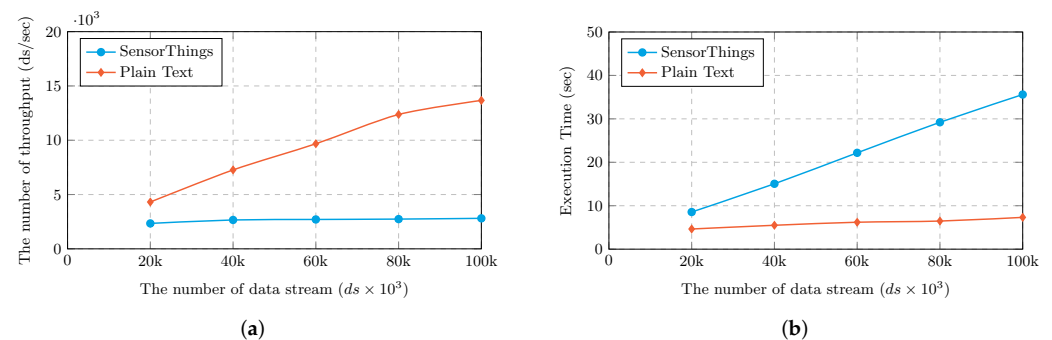 ·10³
20
15
10
5
0
The number of throughput (ds/sec)
SensorThings
Plain Text
0
20k
40k
60k
80k
100k
The number of data stream (ds × 10³)
(a)
50
40
30
20
10
0
Execution Time (sec)
SensorThings
Plain Text
0
20k
40k
60k
80k
100k
The number of data stream (ds × 10³)
(b)